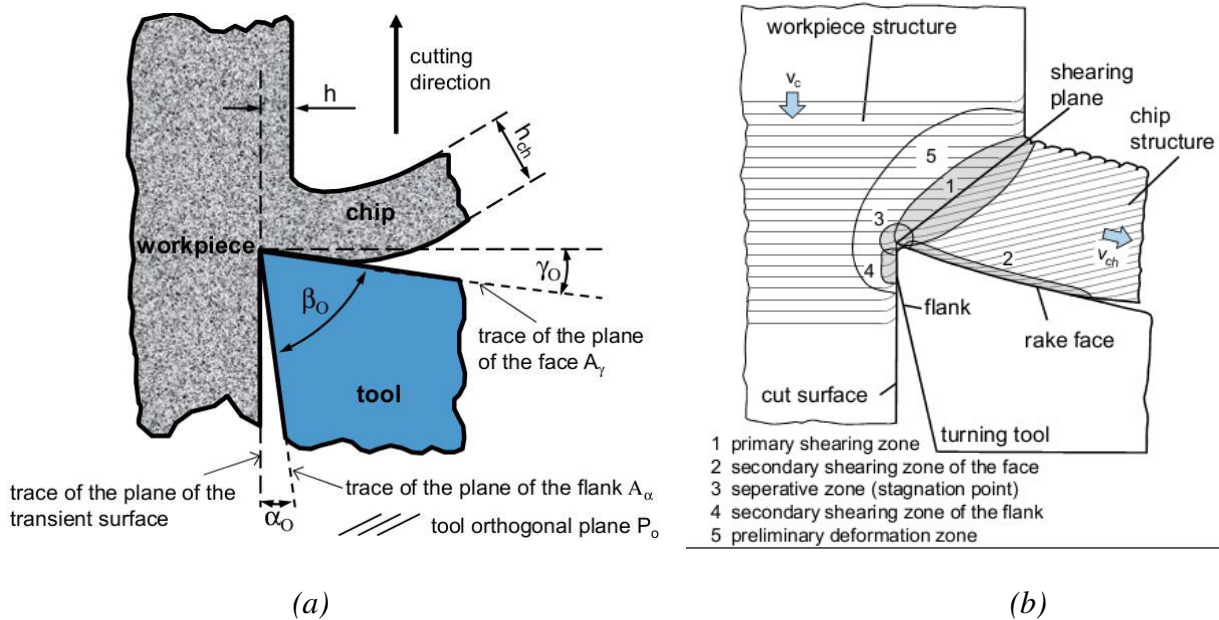 cutting
direction
h
h_ch
chip
workpiece
γ_O
β_O
trace of the plane
of the face A_γ
tool
trace of the plane of the
transient surface
trace of the plane of the flank A_α
α_O
tool orthogonal plane P_o
(a)
workpiece structure
v_c
shearing
plane
chip
structure
5
1
3
4
2
v_ch
flank
rake face
cut surface
turning tool
1 primary shearing zone
2 secondary shearing zone of the face
3 seperative zone (stagnation point)
4 secondary shearing zone of the flank
5 preliminary deformation zone
(b)